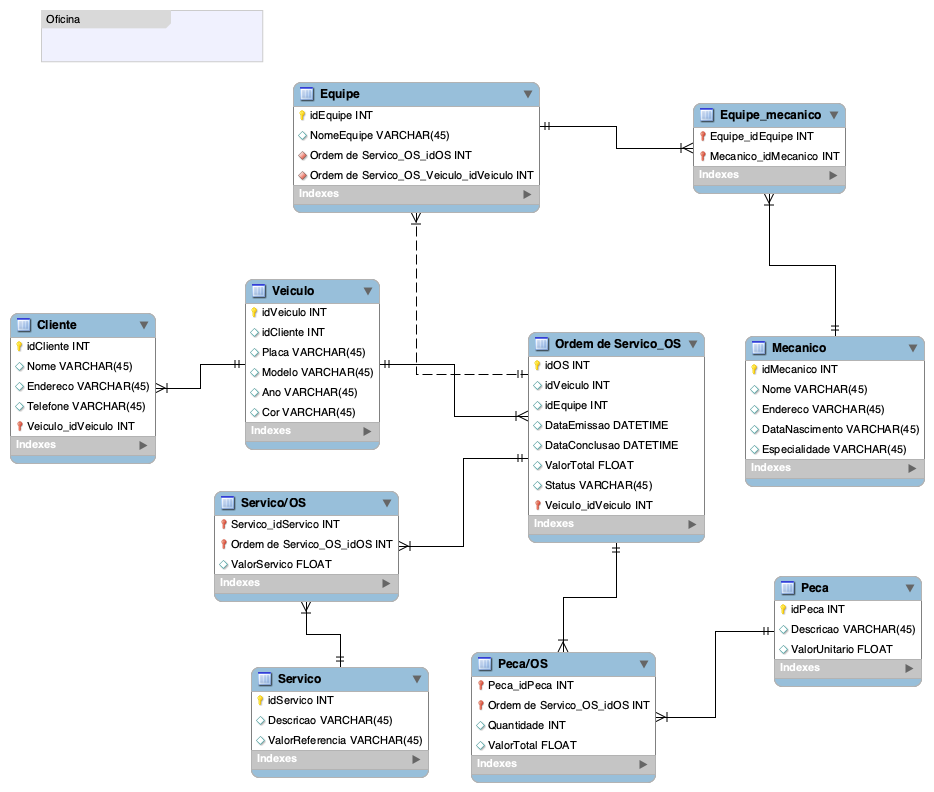 Oficina
Equipe
idEquipe INT
NomeEquipe VARCHAR(45)
Ordem de Servico_OS_idOS INT
Ordem de Servico_OS_Veiculo_idVeiculo INT
Indexes
Equipe_mecanico
Equipe_idEquipe INT
Mecanico_idMecanico INT
Indexes
Cliente
idCliente INT
Nome VARCHAR(45)
Endereco VARCHAR(45)
Telefone VARCHAR(45)
Veiculo_idVeiculo INT
Indexes
Veiculo
idVeiculo INT
idCliente INT
Placa VARCHAR(45)
Modelo VARCHAR(45)
Ano VARCHAR(45)
Cor VARCHAR(45)
Indexes
Ordem de Servico_OS
idOS INT
idVeiculo INT
idEquipe INT
DataEmissao DATETIME
DataConclusao DATETIME
ValorTotal FLOAT
Status VARCHAR(45)
Veiculo_idVeiculo INT
Indexes
Mecanico
idMecanico INT
Nome VARCHAR(45)
Endereco VARCHAR(45)
DataNascimento VARCHAR(45)
Especialidade VARCHAR(45)
Indexes
Servico/OS
Servico_idServico INT
Ordem de Servico_OS_idOS INT
ValorServico FLOAT
Indexes
Servico
idServico INT
Descricao VARCHAR(45)
ValorReferencia VARCHAR(45)
Indexes
Peca/OS
Peca_idPeca INT
Ordem de Servico_OS_idOS INT
Quantidade INT
ValorTotal FLOAT
Indexes
Peca
idPeca INT
Descricao VARCHAR(45)
ValorUnitario FLOAT
Indexes